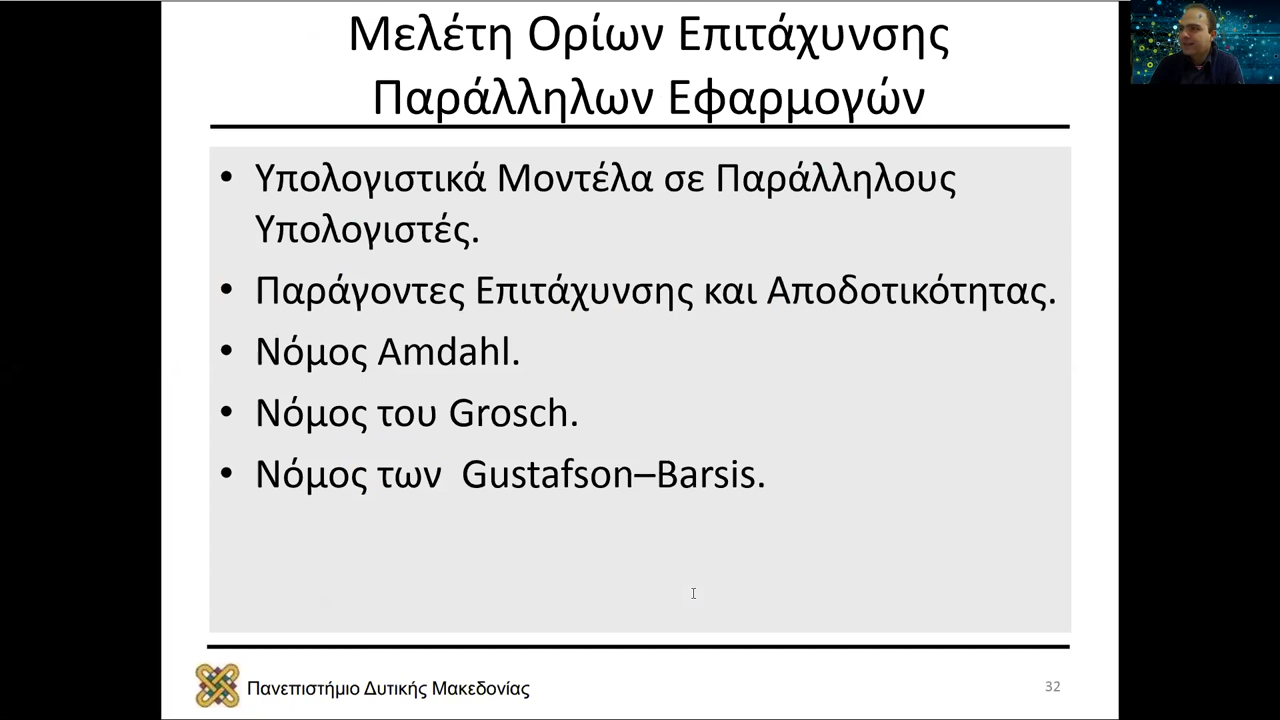 Μελέτη Ορίων Επιτάχυνσης
Παράλληλων Εφαρμογών
• Υπολογιστικά Μοντέλα σε Παράλληλους
Υπολογιστές.
• Παράγοντες Επιτάχυνσης και Αποδοτικότητας.
• Νόμος Amdahl.
• Νόμος του Grosch.
• Νόμος των Gustafson–Barsis.
Πανεπιστήμιο Δυτικής Μακεδονίας
32